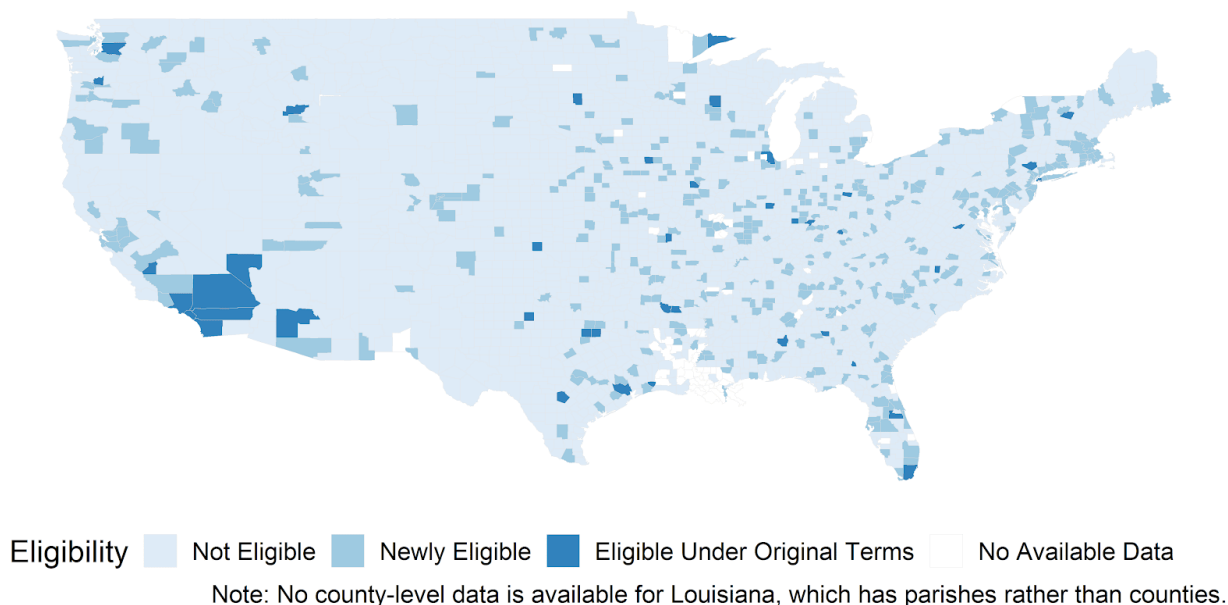 Eligibility Not Eligible Newly Eligible Eligible Under Original Terms No Available Data
Note: No county-level data is available for Louisiana, which has parishes rather than counties.